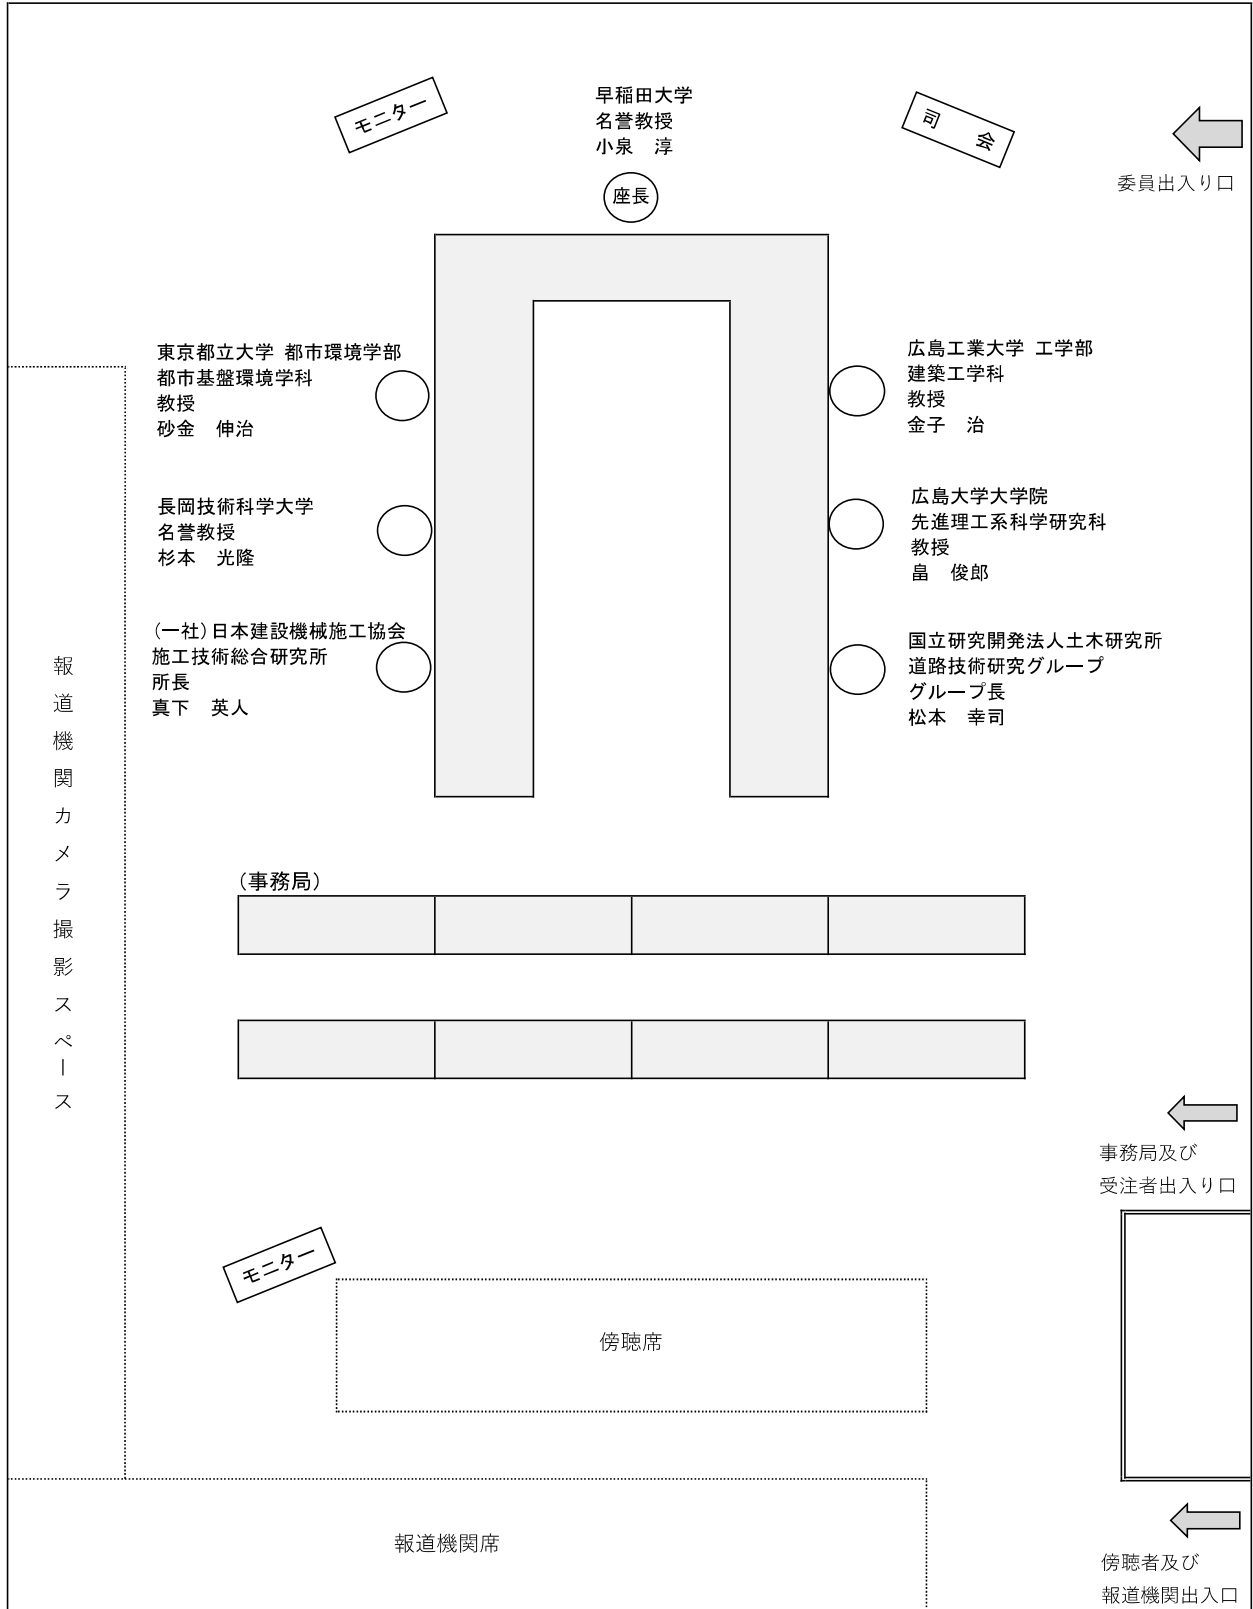 モニター
早稲田大学
名誉教授
小泉　淳
座長
司　会
委員出入り口
東京都立大学 都市環境学部
都市基盤環境学科
教授
砂金　伸治
広島工業大学 工学部
建築工学科
教授
金子　治
長岡技術科学大学
名誉教授
杉本　光隆
広島大学大学院
先進理工系科学研究科
教授
畠　俊郎
（一社）日本建設機械施工協会
施工技術総合研究所
所長
真下　英人
国立研究開発法人土木研究所
道路技術研究グループ
グループ長
松本　幸司
報道機関カメラ撮影スペース
（事務局）
事務局及び
受注者出入り口
モニター
傍聴席
報道機関席
傍聴者及び
報道機関出入口